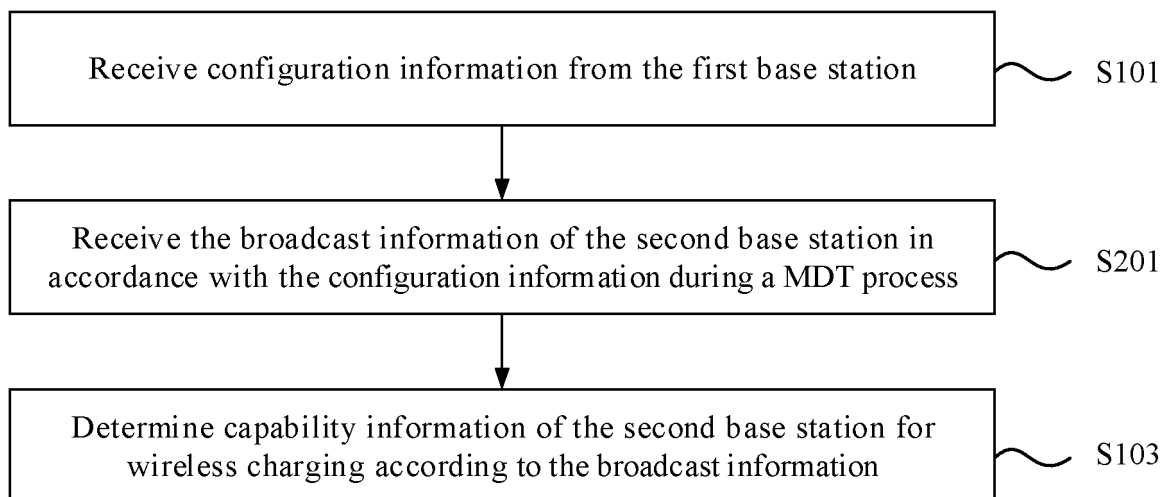 Receive configuration information from the first base station
S101
Receive the broadcast information of the second base station in
accordance with the configuration information during a MDT process
S201
Determine capability information of the second base station for
wireless charging according to the broadcast information
S103